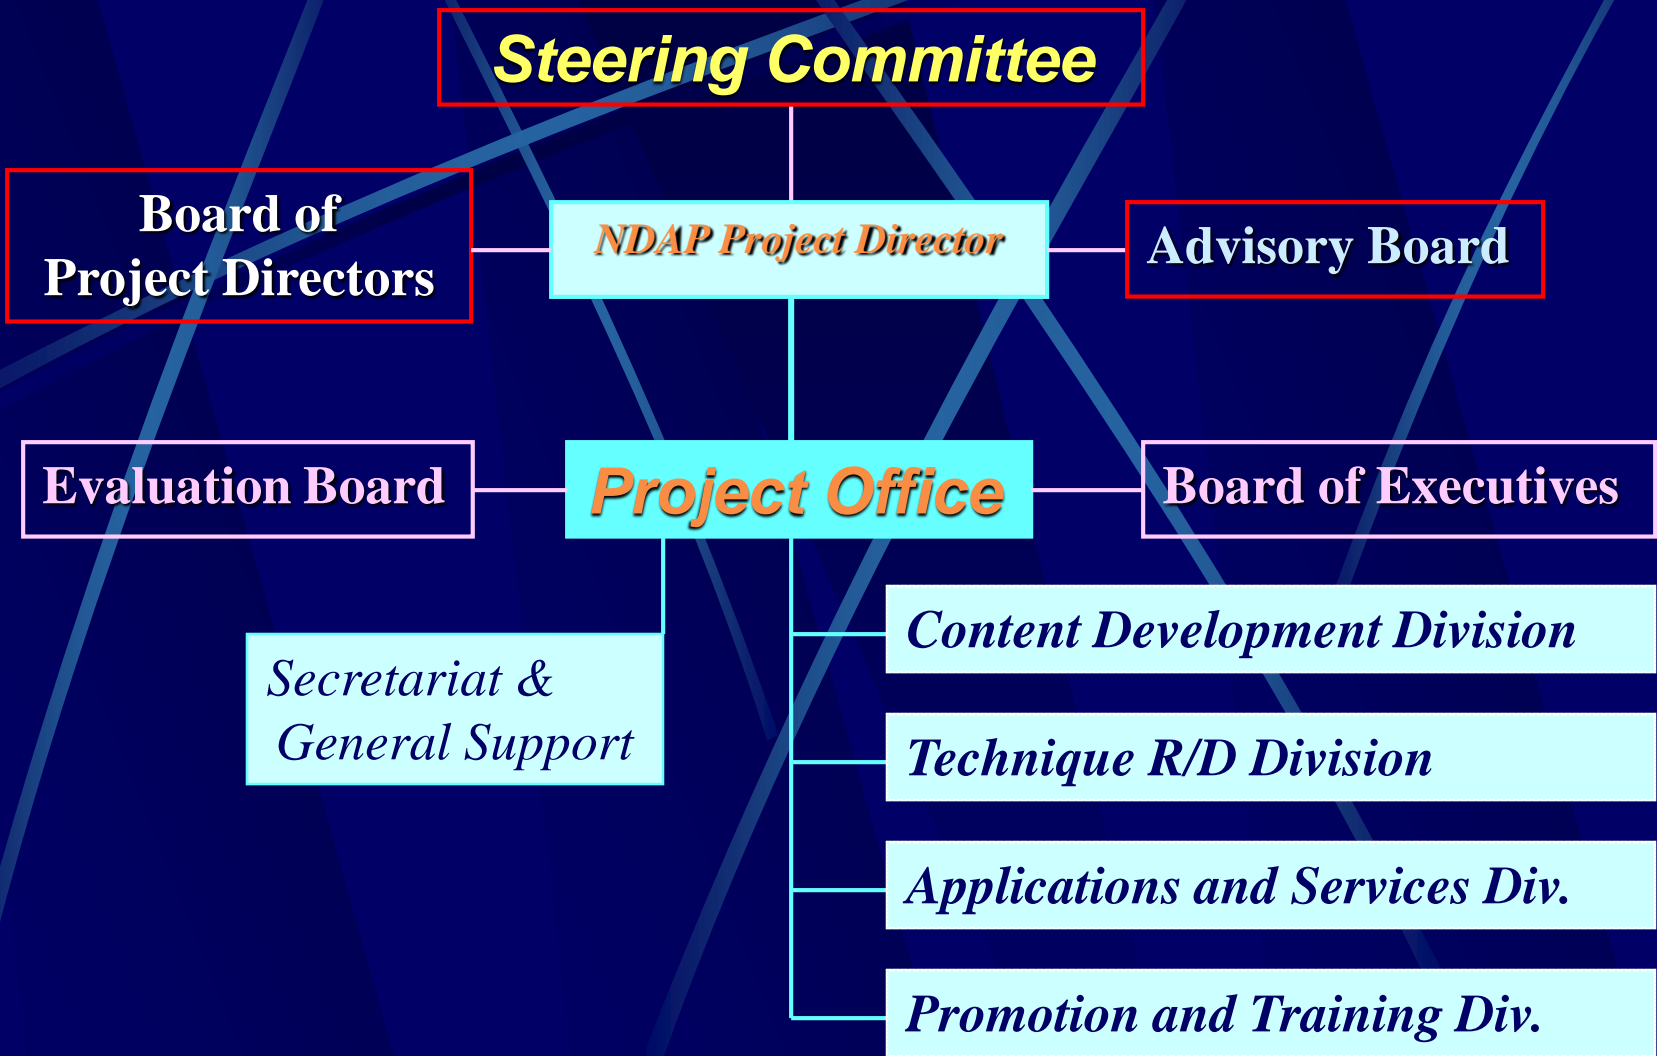 Steering Committee
Board of
Project Directors
NDAP Project Director
Advisory Board
Evaluation Board
Project Office
Board of Executives
Secretariat &
General Support
Content Development Division
Technique R/D Division
Applications and Services Div.
Promotion and Training Div.